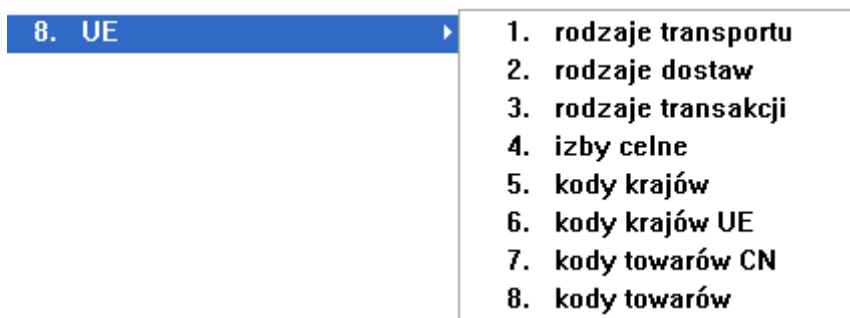 8. UE
1. rodzaje transportu
2. rodzaje dostaw
3. rodzaje transakcji
4. izby celne
5. kody krajów
6. kody krajów UE
7. kody towarów CN
8. kody towarów